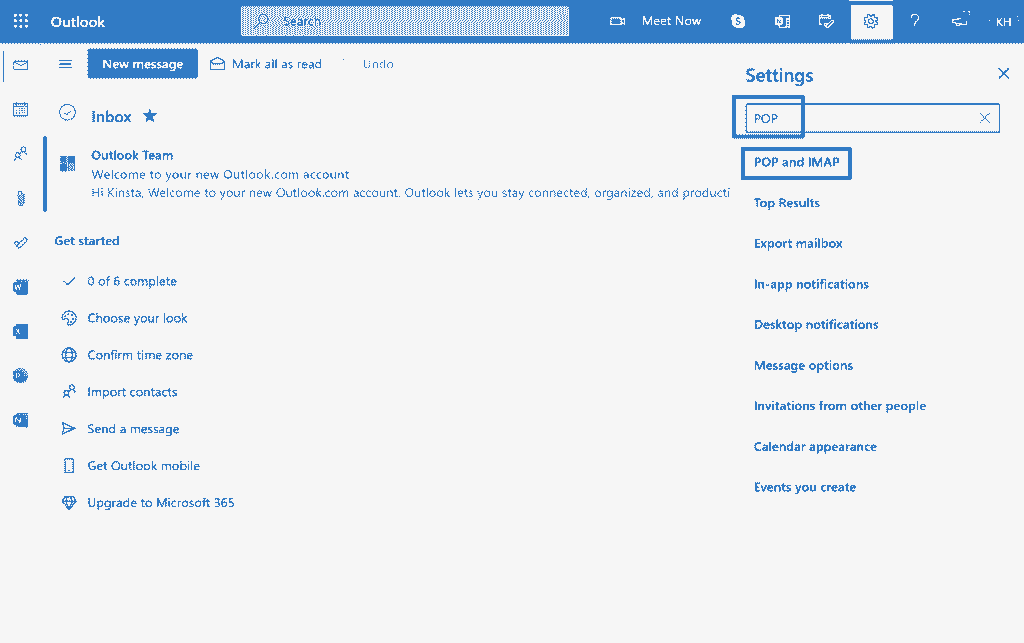 Outlook
Search
Meet Now
KH
New message
Mark all as read
Undo
Inbox
Outlook Team
Welcome to your new Outlook.com account
Hi Kinsta, Welcome to your new Outlook.com account. Outlook lets you stay connected, organized, and producti
Get started
0 of 6 complete
Choose your look
Confirm time zone
Import contacts
Send a message
Get Outlook mobile
Upgrade to Microsoft 365
Settings
POP
POP and IMAP
Top Results
Export mailbox
In-app notifications
Desktop notifications
Message options
Invitations from other people
Calendar appearance
Events you create